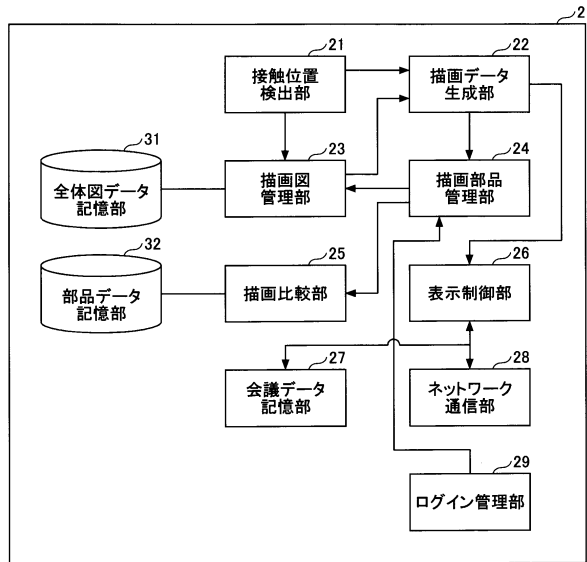 2
21
接触位置
検出部
22
描画データ
生成部
31
全体図データ
記憶部
23
描画図
管理部
24
描画部品
管理部
32
部品データ
記憶部
25
描画比較部
26
表示制御部
27
会議データ
記憶部
28
ネットワーク
通信部
29
ログイン管理部